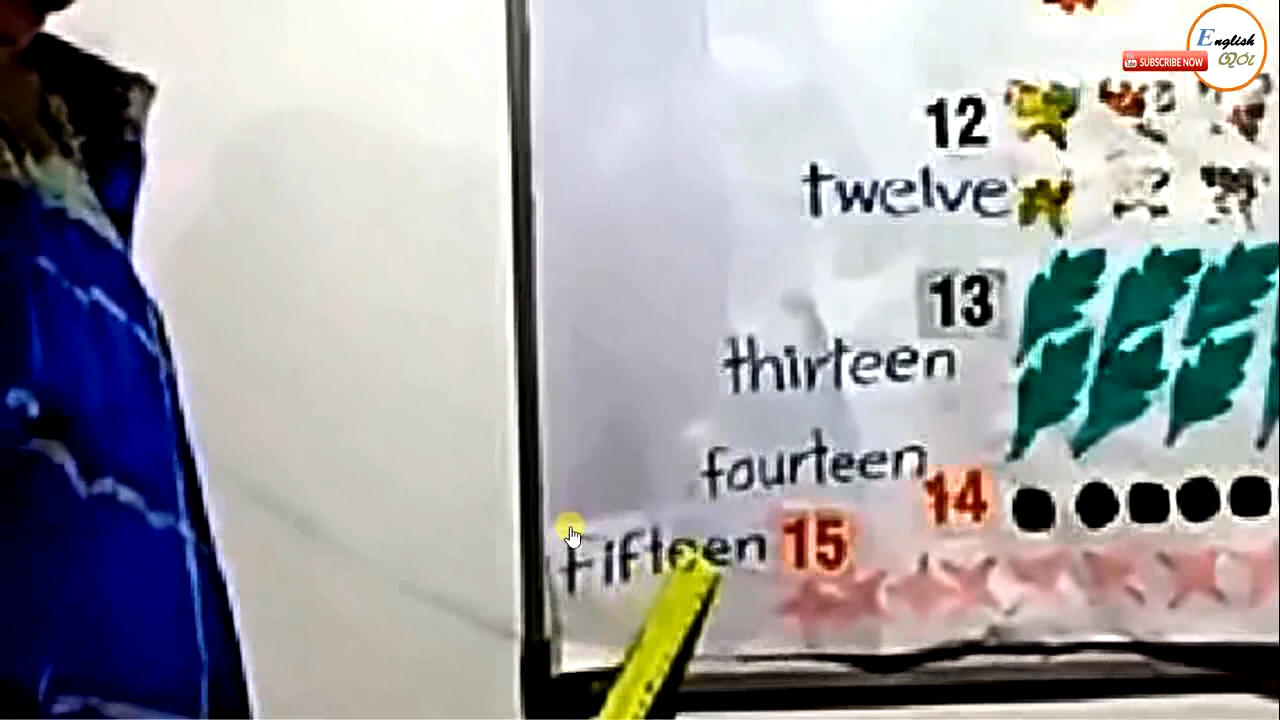 English
ගුරු
SUBSCRIBE NOW
12
twelve
13
thirteen
fourteen
14
fifteen 15